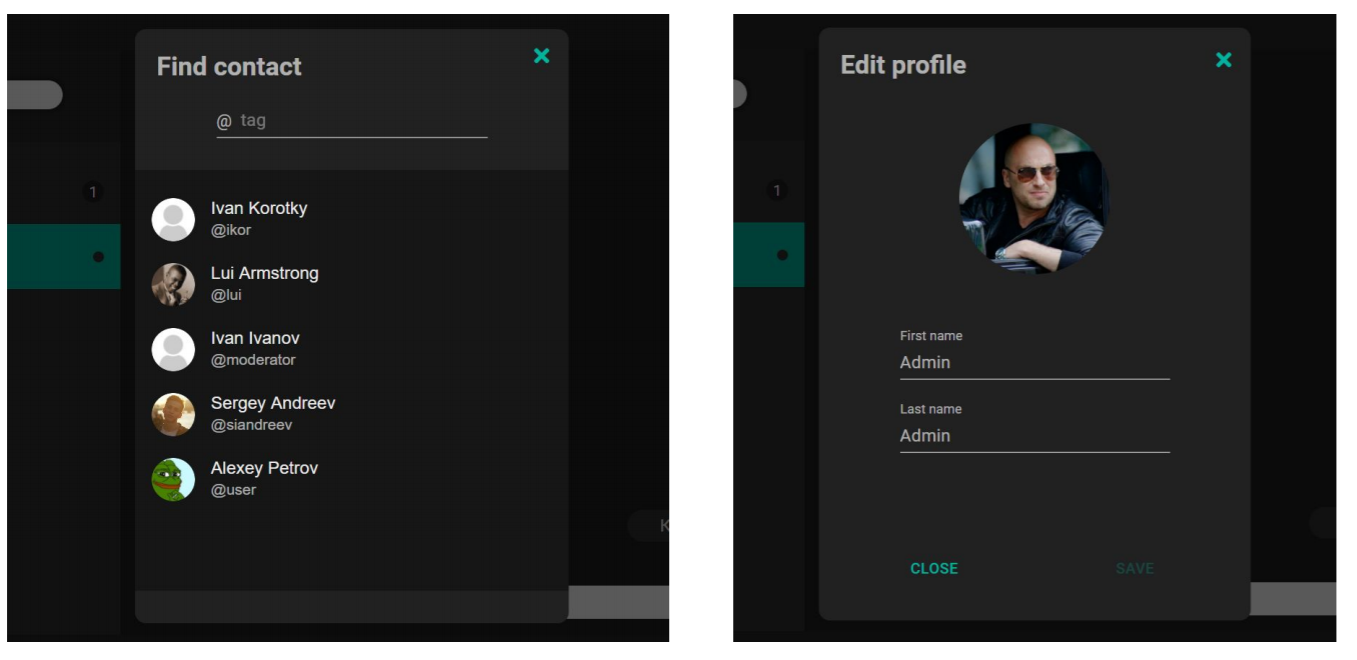 Find contact
@ tag
1
Ivan Korotky
@ikor
Lui Armstrong
@lui
Ivan Ivanov
@moderator
Sergey Andreev
@siandreev
Alexey Petrov
@user
Edit profile
1
First name
Admin
Last name
Admin
CLOSE SAVE